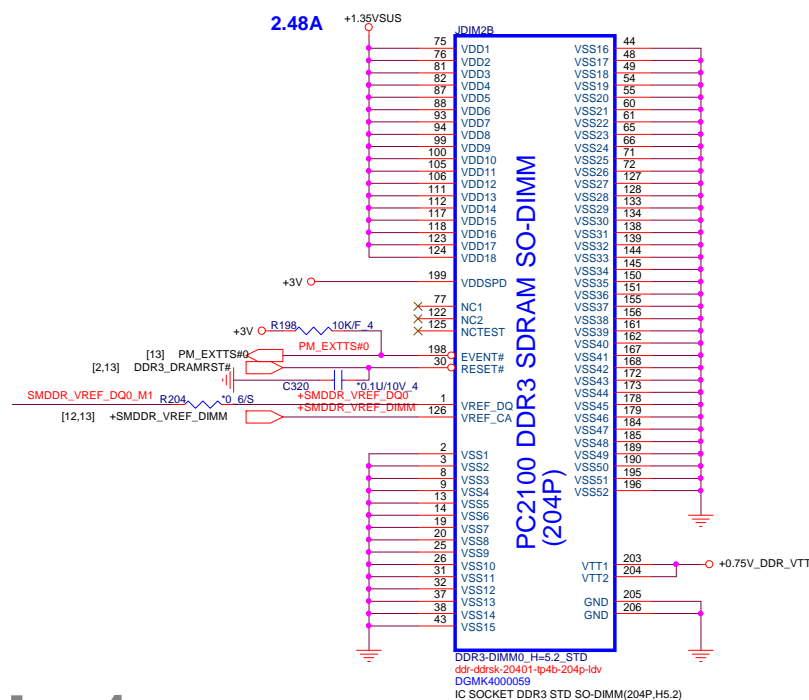 2.48A
+1.35VSUS
JDIM2B
75 VDD1
76 VDD2
81 VDD3
82 VDD4
87 VDD5
88 VDD6
93 VDD7
94 VDD8
99 VDD9
100 VDD10
105 VDD11
106 VDD12
111 VDD13
112 VDD14
117 VDD15
118 VDD16
123 VDD17
124 VDD18
+3V 199 VDDSPD
77 NC1
122 NC2
125 NCTEST
+3V R198 10K/F_4
PM_EXTTS#0
[13] PM_EXTTS#0 198 EVENT#
[2,13] DDR3_DRAMRST# 30 RESET#
C320 *0.1U/10V_4
SMDDR_VREF_DQ0_M1 R204 *0_6/S +SMDDR_VREF_DQ0 1 VREF_DQ
[12,13] +SMDDR_VREF_DIMM +SMDDR_VREF_DIMM 126 VREF_CA
2 VSS1
3 VSS2
8 VSS3
9 VSS4
13 VSS5
14 VSS6
19 VSS7
20 VSS8
25 VSS9
26 VSS10
31 VSS11
32 VSS12
37 VSS13
38 VSS14
43 VSS15
PC2100 DDR3 SDRAM SO-DIMM
(204P)
VSS16 44
VSS17 48
VSS18 49
VSS19 54
VSS20 55
VSS21 60
VSS22 61
VSS23 65
VSS24 66
VSS25 71
VSS26 72
VSS27 127
VSS28 128
VSS29 133
VSS30 134
VSS31 138
VSS32 139
VSS33 144
VSS34 145
VSS35 150
VSS36 151
VSS37 155
VSS38 156
VSS39 161
VSS40 162
VSS41 167
VSS42 168
VSS43 172
VSS44 173
VSS45 178
VSS46 179
VSS47 184
VSS48 185
VSS49 189
VSS50 190
VSS51 195
VSS52 196
VTT1 203 +0.75V_DDR_VTT
VTT2 204
GND 205
GND 206
DDR3-DIMM0_H=5.2_STD
ddr-ddrsk-20401-tp4b-204p-ldv
DGMK4000059
IC SOCKET DDR3 STD SO-DIMM(204P,H5.2)